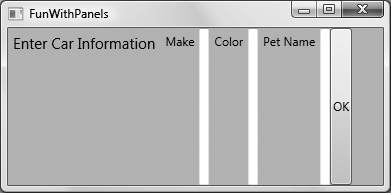 FunWithPanels
Enter Car Information Make Color Pet Name OK